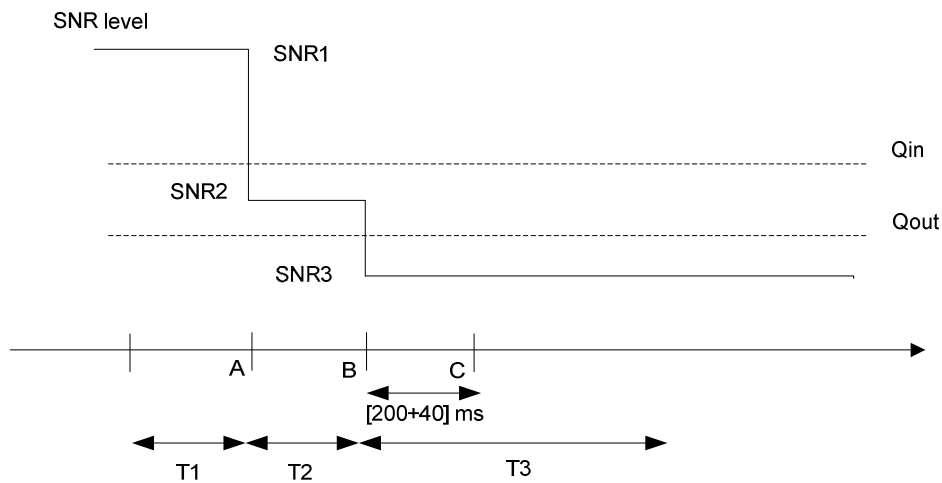 SNR level
SNR1
Qin
SNR2
Qout
SNR3
A
B
C
[200+40] ms
T1
T2
T3